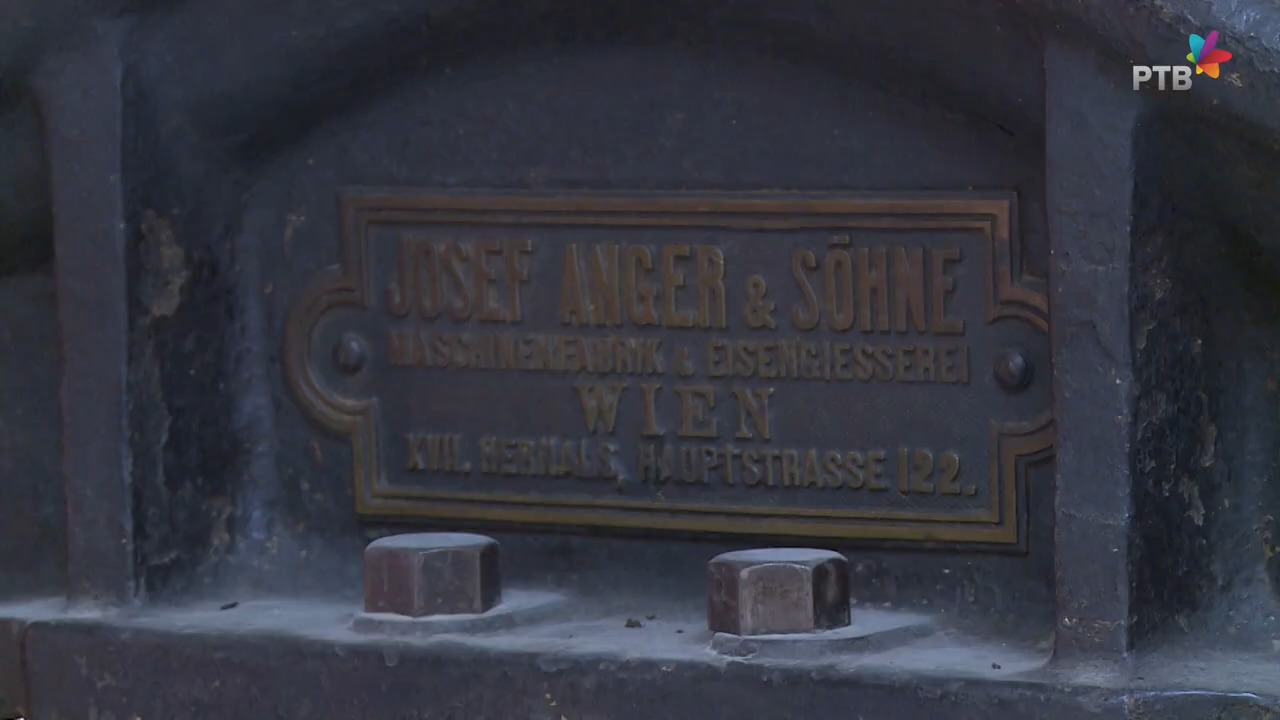 РТВ
JOSEF ANGER & SÖHNE
MASCHINENFABRIK & EISENGIESSEREI
WIEN
XVII. HERNALS, HAUPTSTRASSE 122.